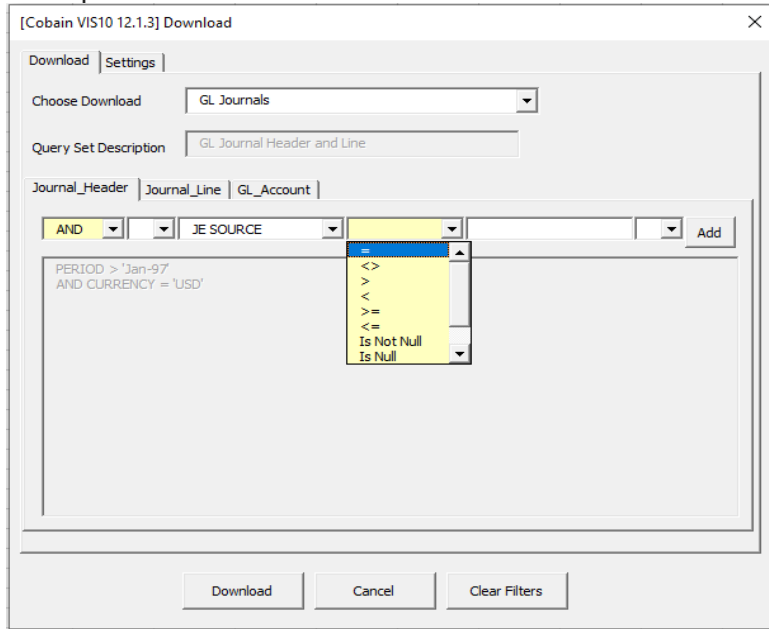 [Cobain VIS10 12.1.3] Download
Download Settings
Choose Download GL Journals
Query Set Description GL Journal Header and Line
Journal_Header Journal_Line GL_Account
AND JE SOURCE Add
=
<>
>
<
>=
<=
Is Not Null
Is Null
PERIOD > 'Jan-97'
AND CURRENCY = 'USD'
Download Cancel Clear Filters